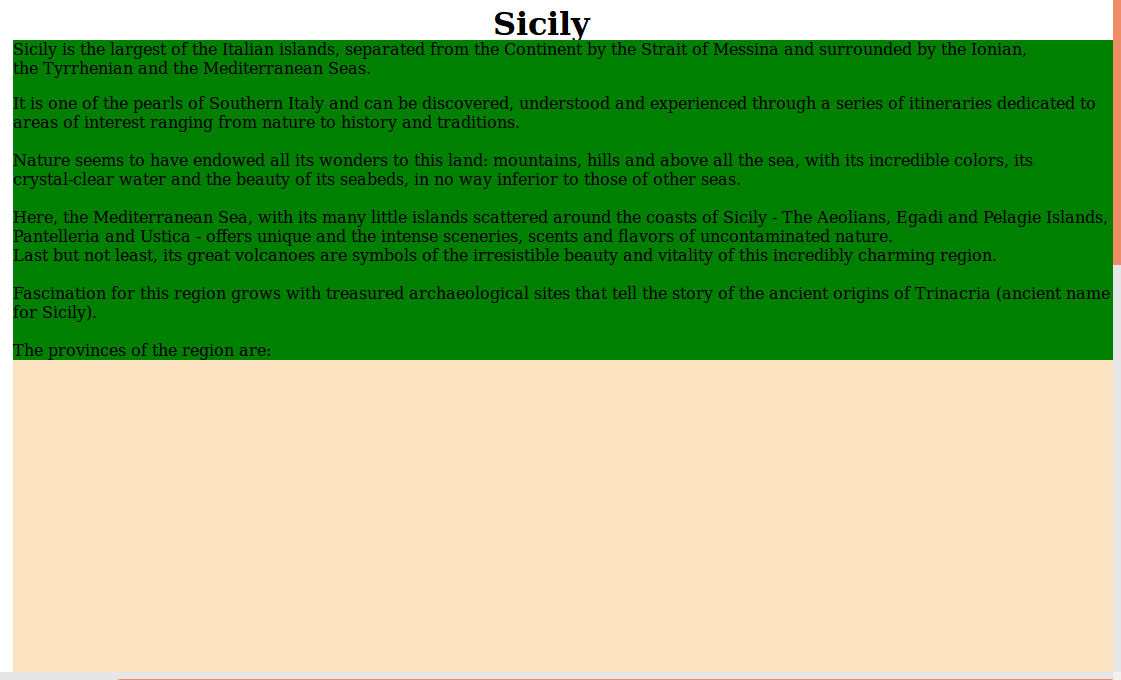 Sicily
Sicily is the largest of the Italian islands, separated from the Continent by the Strait of Messina and surrounded by the Ionian,
the Tyrrhenian and the Mediterranean Seas.
It is one of the pearls of Southern Italy and can be discovered, understood and experienced through a series of itineraries dedicated to
areas of interest ranging from nature to history and traditions.
Nature seems to have endowed all its wonders to this land: mountains, hills and above all the sea, with its incredible colors, its
crystal-clear water and the beauty of its seabeds, in no way inferior to those of other seas.
Here, the Mediterranean Sea, with its many little islands scattered around the coasts of Sicily - The Aeolians, Egadi and Pelagie Islands,
Pantelleria and Ustica - offers unique and the intense sceneries, scents and flavors of uncontaminated nature.
Last but not least, its great volcanoes are symbols of the irresistible beauty and vitality of this incredibly charming region.
Fascination for this region grows with treasured archaeological sites that tell the story of the ancient origins of Trinacria (ancient name
for Sicily).
The provinces of the region are: